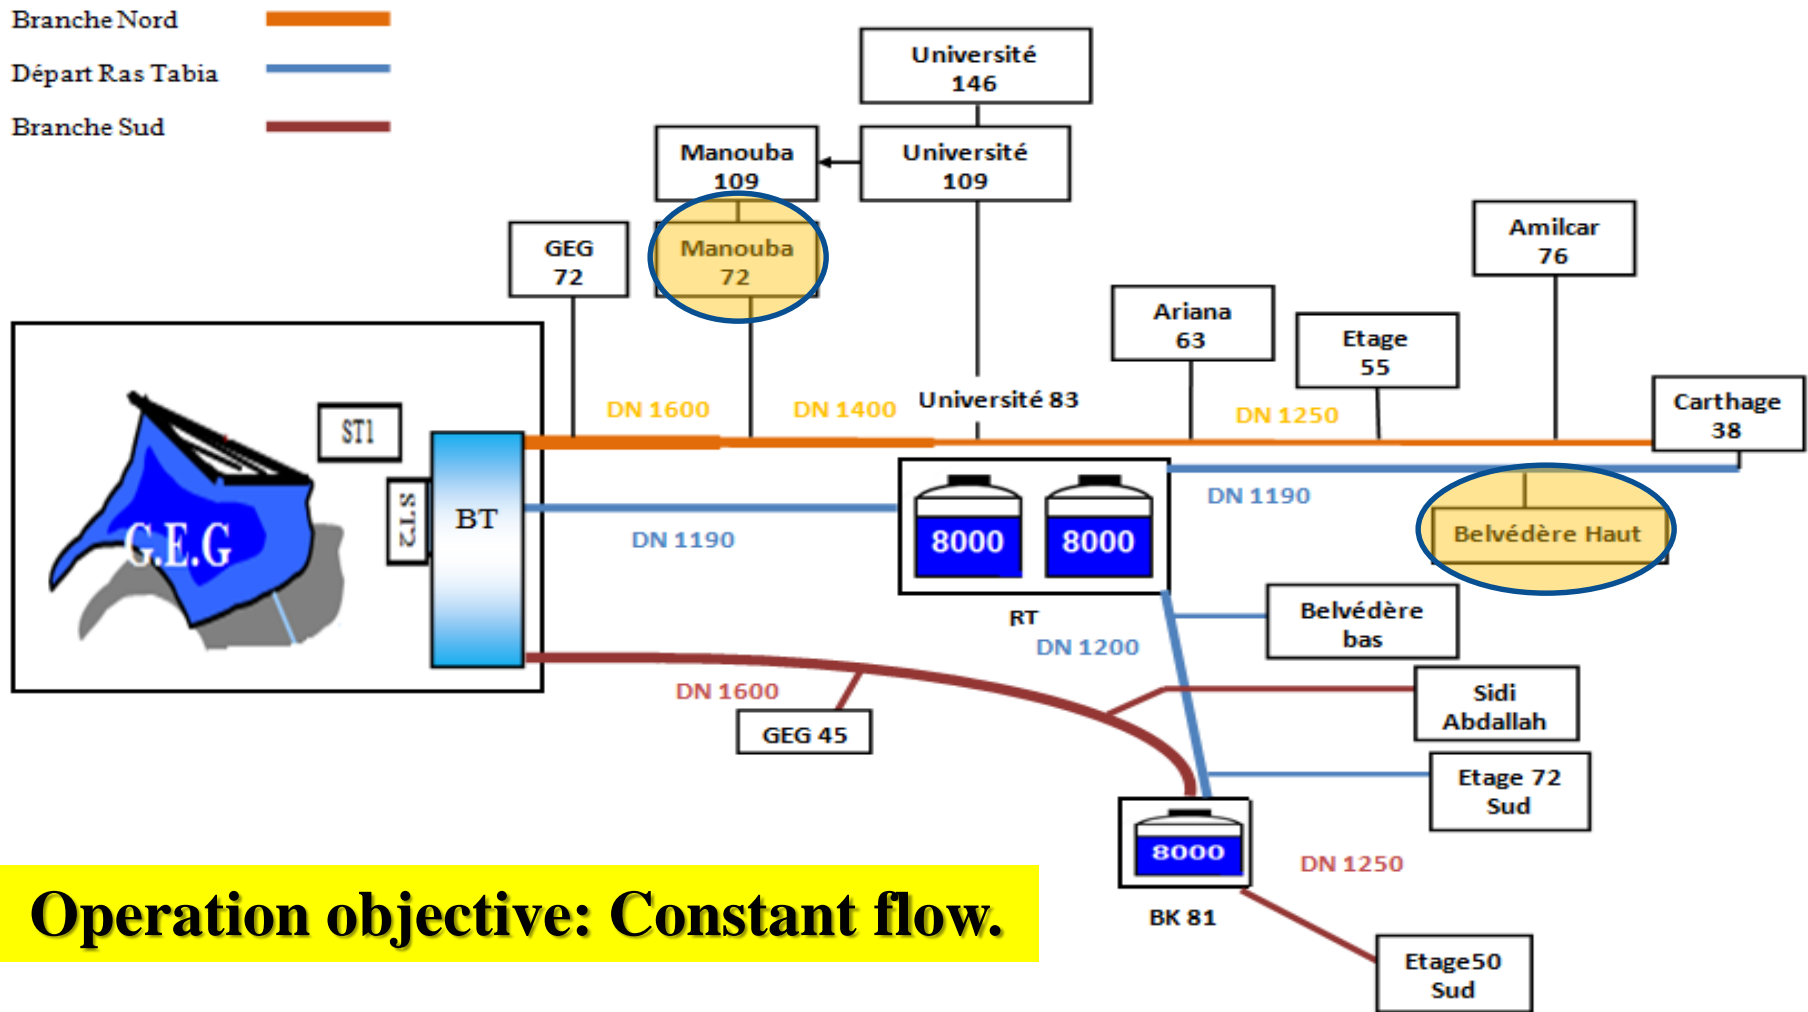 Branche Nord
Départ Ras Tabia
Branche Sud
Université
146
Manouba
109
Université
109
GEG
72
Manouba
72
Amilcar
76
Ariana
63
Etage
55
Carthage
38
DN 1600
DN 1400
Université 83
DN 1250
ST1
ST2
BT
G.E.G
DN 1190
8000
8000
RT
DN 1190
Belvédère Haut
Belvédère
bas
DN 1200
DN 1600
GEG 45
Sidi
Abdallah
Etage 72
Sud
8000
BK 81
DN 1250
Etage50
Sud
Operation objective: Constant flow.